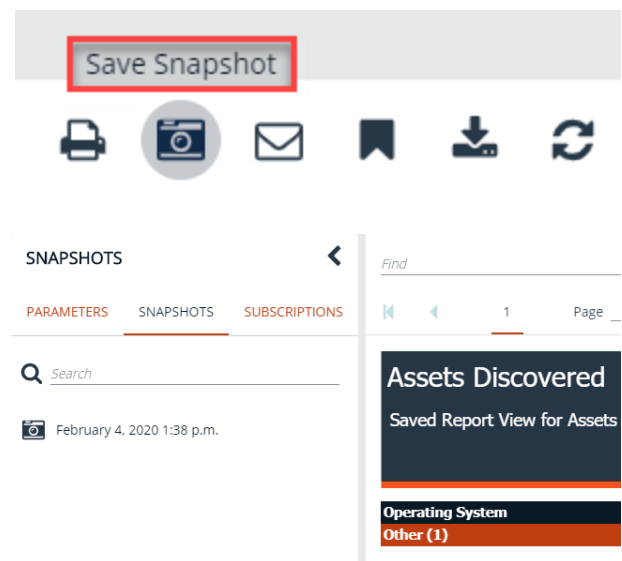 Save Snapshot
SNAPSHOTS
PARAMETERS SNAPSHOTS SUBSCRIPTIONS
Search
February 4, 2020 1:38 p.m.
Find
1 Page
Assets Discovered
Saved Report View for Assets
Operating System
Other (1)